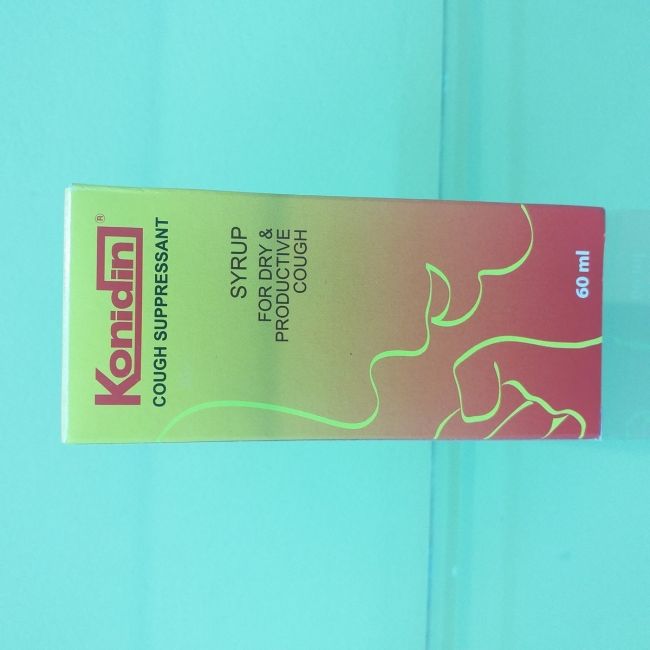 Konidin®
COUGH SUPPRESSANT
SYRUP
FOR DRY &
PRODUCTIVE
COUGH
60 ml